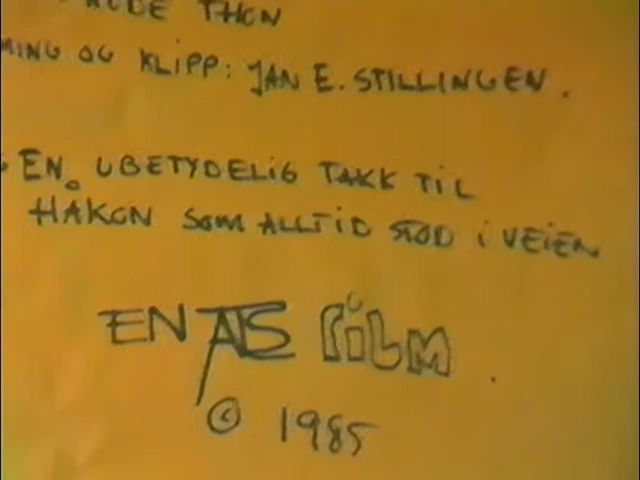 RUDE THON
MING OG KLIPP: JAN E. STILLINGEN.
EN UBETYDELIG TAKK TIL
HÅKON SOM ALLTID STOD I VEIEN
EN ATS FILM.
© 1985